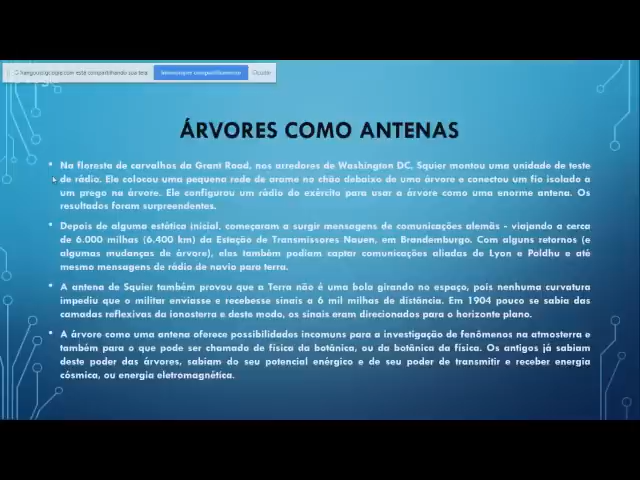 está compartilhando sua tela Interromper compartilhamento Ocultar
ÁRVORES COMO ANTENAS
• Na floresta de carvalhos da Grant Road, nos arredores de Washington DC, Squier montou uma unidade de teste
de rádio. Ele colocou uma pequena rede de arame no chão debaixo de uma árvore e conectou um fio isolado a
um prego na árvore. Ele configurou um rádio do exército para usar a árvore como uma enorme antena. Os
resultados foram surpreendentes.
• Depois de alguma estática inicial, começaram a surgir mensagens de comunicações alemãs - viajando a cerca
de 6.000 milhas (6.400 km) da Estação de Transmissores Nauen, em Brandemburgo. Com alguns retornos (e
algumas mudanças da árvore), eles também podiam captar comunicações aliadas de Lyon e Poldhu e até
mesmo mensagens de rádio de navio para terra.
• A antena de Squier também provou que a Terra não é uma bola girando no espaço, pois nenhuma curvatura
impediu que o militar enviasse e recebesse sinais a 6 mil milhas de distância. Em 1904 pouco se sabia das
camadas reflexivas da ionosterra e deste modo, os sinais eram direcionados para o horizonte plano.
• A árvore como uma antena oferece possibilidades incomuns para a investigação de fenômenos na atmosterra e
também para o que pode ser chamado de física da botânica, ou da botânica da física. Os antigos já sabiam
deste poder das árvores, sabiam do seu potencial enérgico e de seu poder de transmitir e receber energia
cósmica, ou energia eletromagnética.